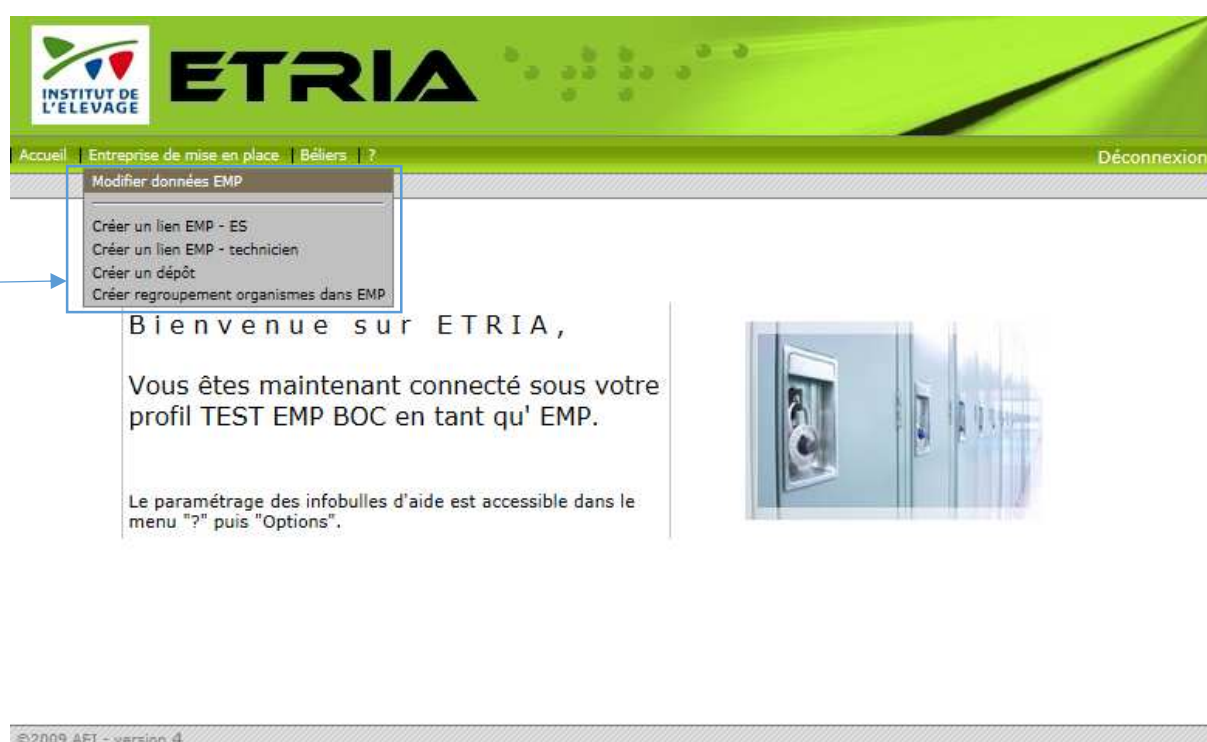 INSTITUT DE
L'ELEVAGE
ETRIA
Accueil | Entreprise de mise en place | Béliers | ?
Déconnexion
Modifier données EMP
Créer un lien EMP - ES
Créer un lien EMP - technicien
Créer un dépôt
Créer regroupement organismes dans EMP
Bienvenue sur ETRIA,
Vous êtes maintenant connecté sous votre
profil TEST EMP BOC en tant qu' EMP.
Le paramétrage des infobulles d'aide est accessible dans le
menu "?" puis "Options".
©2009 AEI - version 4